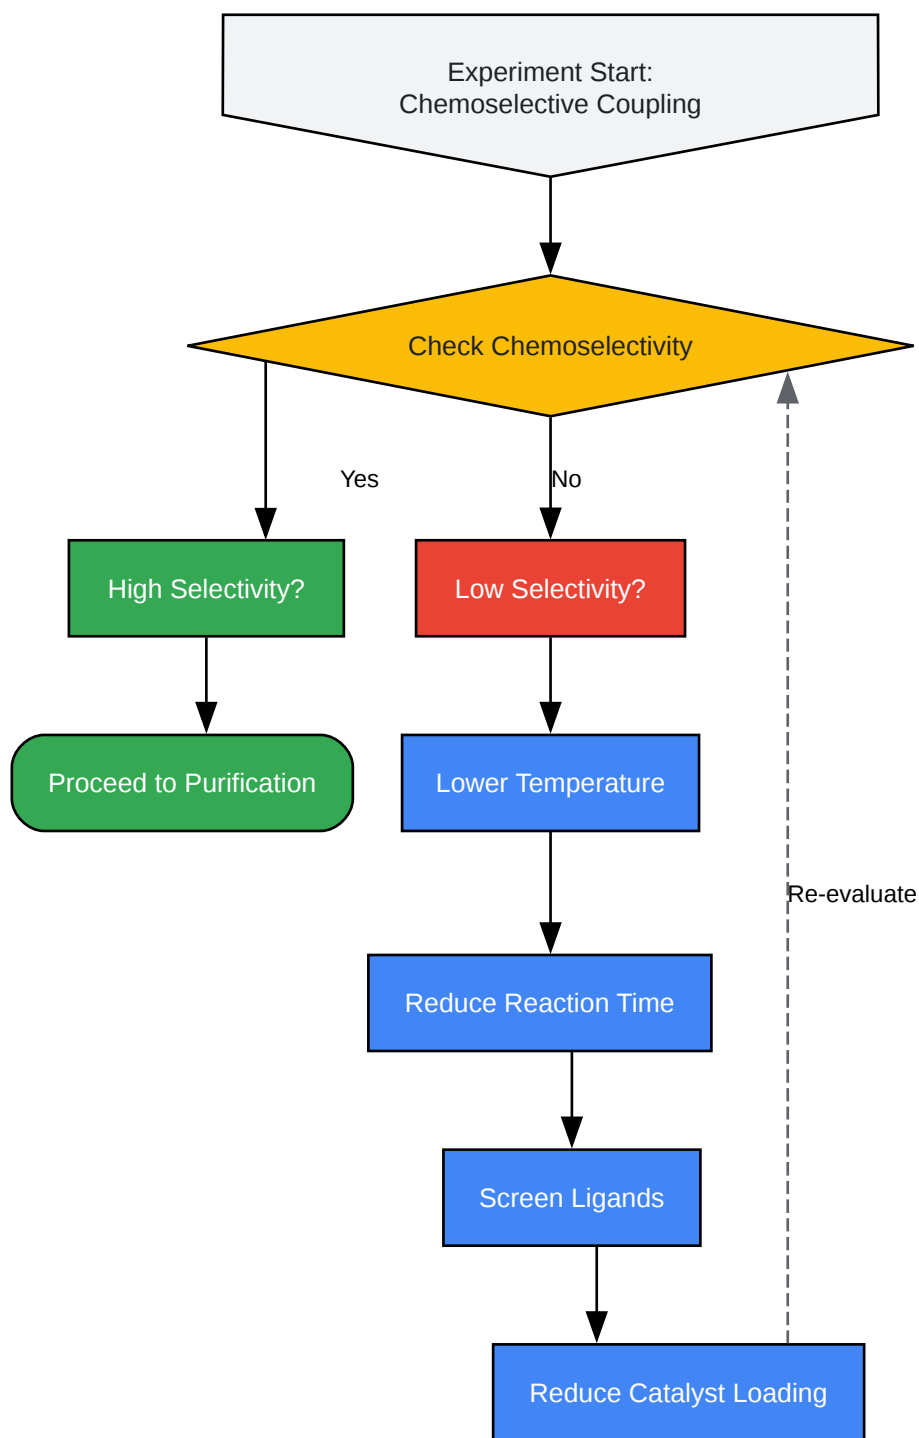 Experiment Start:
Chemoselective Coupling
Check Chemoselectivity
Yes
No
High Selectivity?
Low Selectivity?
Proceed to Purification
Lower Temperature
Re-evaluate
Reduce Reaction Time
Screen Ligands
Reduce Catalyst Loading